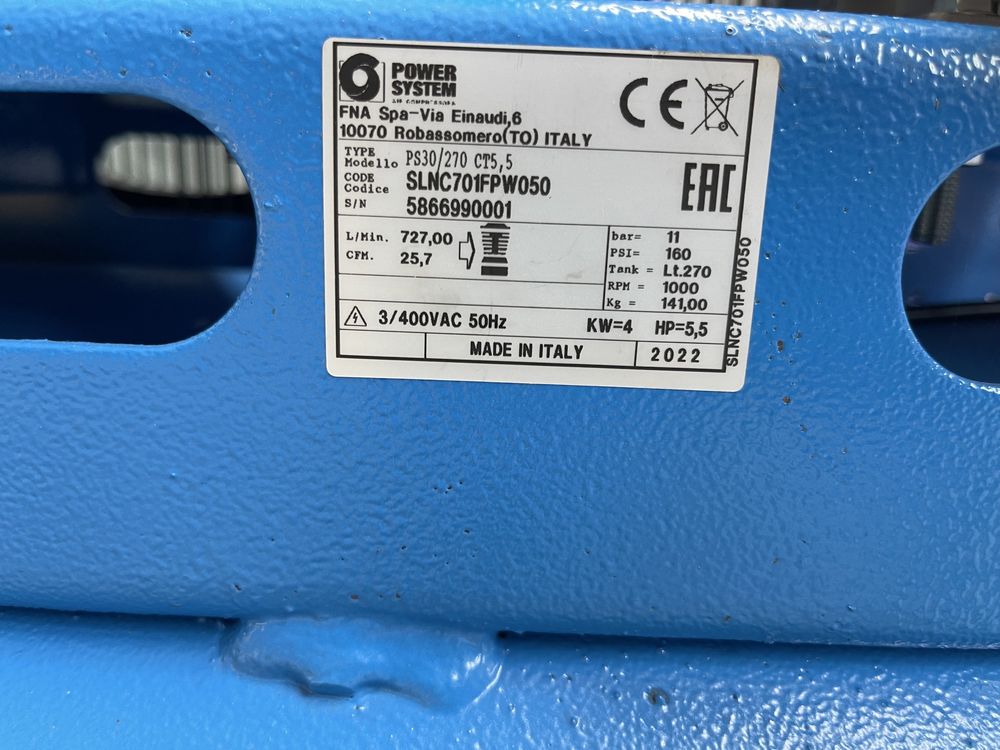 POWER
SYSTEM
AIR COMPRESSORS
FNA Spa-Via Einaudi,6
10070 Robassomero(TO) ITALY
CE
TYPE
Modello PS30/270 CT5,5
CODE
Codice SLNC701FPW050
S/N 5866990001
EAC
L/Min. 727,00
CFM. 25,7
bar= 11
PSI= 160
Tank = Lt.270
RPM = 1000
Kg = 141,00
3/400VAC 50Hz KW=4 HP=5,5
MADE IN ITALY 2022
SLNC701FPW050